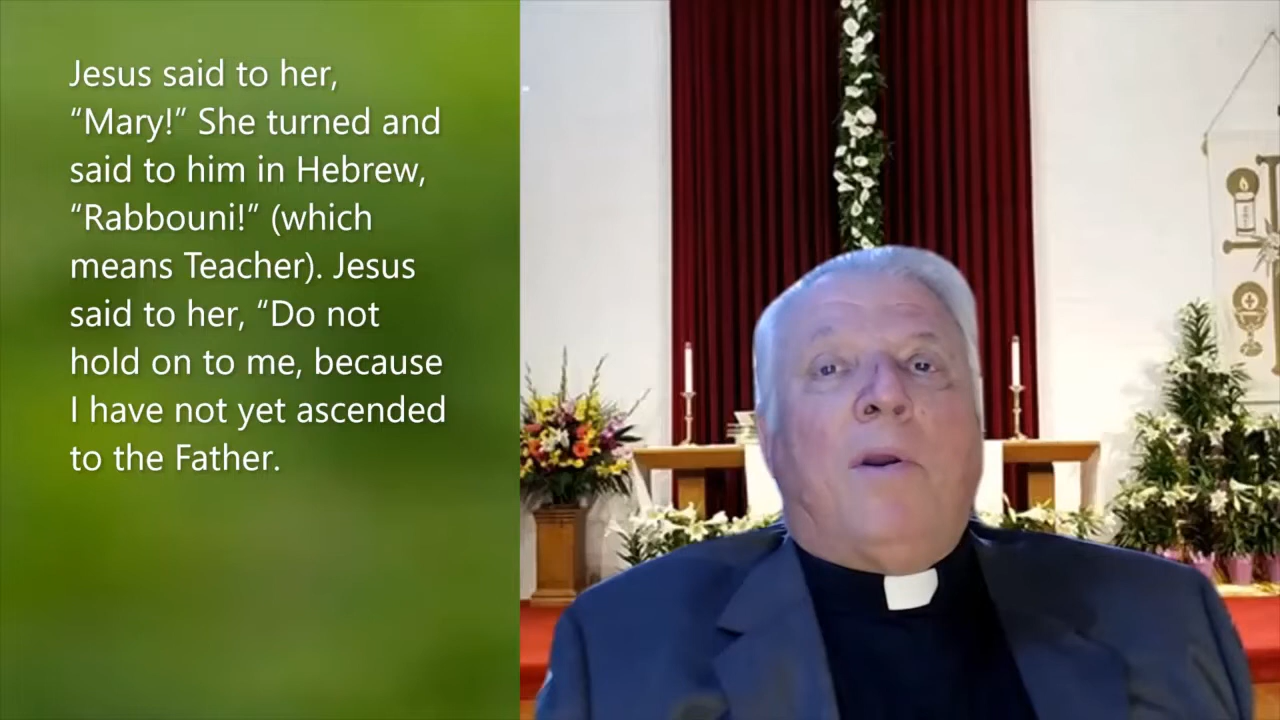 Jesus said to her,
“Mary!” She turned and
said to him in Hebrew,
“Rabbouni!” (which
means Teacher). Jesus
said to her, “Do not
hold on to me, because
I have not yet ascended
to the Father.